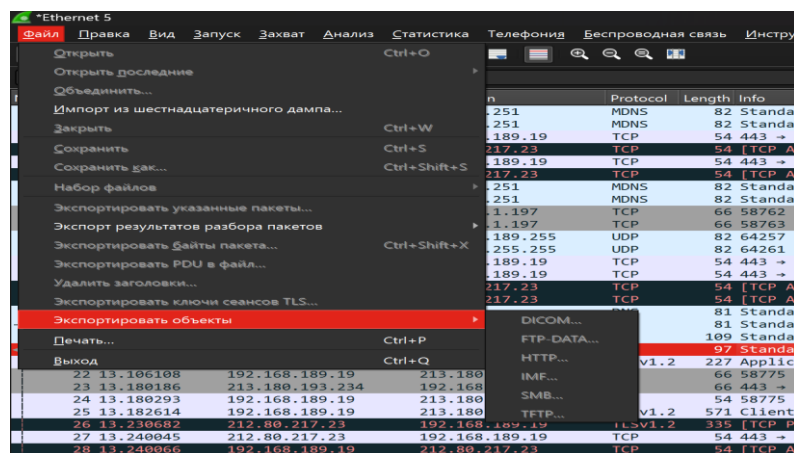 *Ethernet 5
Файл Правка Вид Запуск Захват Анализ Статистика Телефония Беспроводная связь Инстру
Открыть Ctrl+O
Открыть последние
Объединить...
Импорт из шестнадцатеричного дампа...
Закрыть Ctrl+W
Сохранить Ctrl+S
Сохранить как... Ctrl+Shift+S
Набор файлов
Экспортировать указанные пакеты...
Экспорт результатов разбора пакетов
Экспортировать байты пакета... Ctrl+Shift+X
Экспортировать PDU в файл...
Удалить заголовки...
Экспортировать ключи сеансов TLS...
Экспортировать объекты
Печать... Ctrl+P
Выход Ctrl+Q
DICOM...
FTP-DATA...
HTTP...
IMF...
SMB...
TFTP...
n Protocol Length Info
.251 MDNS 82 Standa
.251 MDNS 82 Standa
.189.19 TCP 54 443 →
217.23 TCP 54 [TCP A
.189.19 TCP 54 443 →
217.23 TCP 54 [TCP A
.251 MDNS 82 Standa
.251 MDNS 82 Standa
.1.197 TCP 66 58762
.1.197 TCP 66 58763
.189.255 UDP 82 64257
.255.255 UDP 82 64261
.189.19 TCP 54 443 →
.189.19 TCP 54 443 →
217.23 TCP 54 [TCP A
217.23 TCP 54 [TCP A
81 Standa
81 Standa
109 Standa
97 Standa
22 13.106108 192.168.189.19 213.180 v1.2 227 Applic
23 13.180186 213.180.193.234 192.168 66 58775
66 443 →
24 13.180293 192.168.189.19 213.180 54 58775
25 13.182614 192.168.189.19 213.180 v1.2 571 Client
26 13.230682 212.80.217.23 192.168.189.19 TLSv1.2 335 [TCP P
27 13.240045 212.80.217.23 192.168.189.19 TCP 54 443 →
28 13.240066 192.168.189.19 212.80.217.23 TCP 54 [TCP A